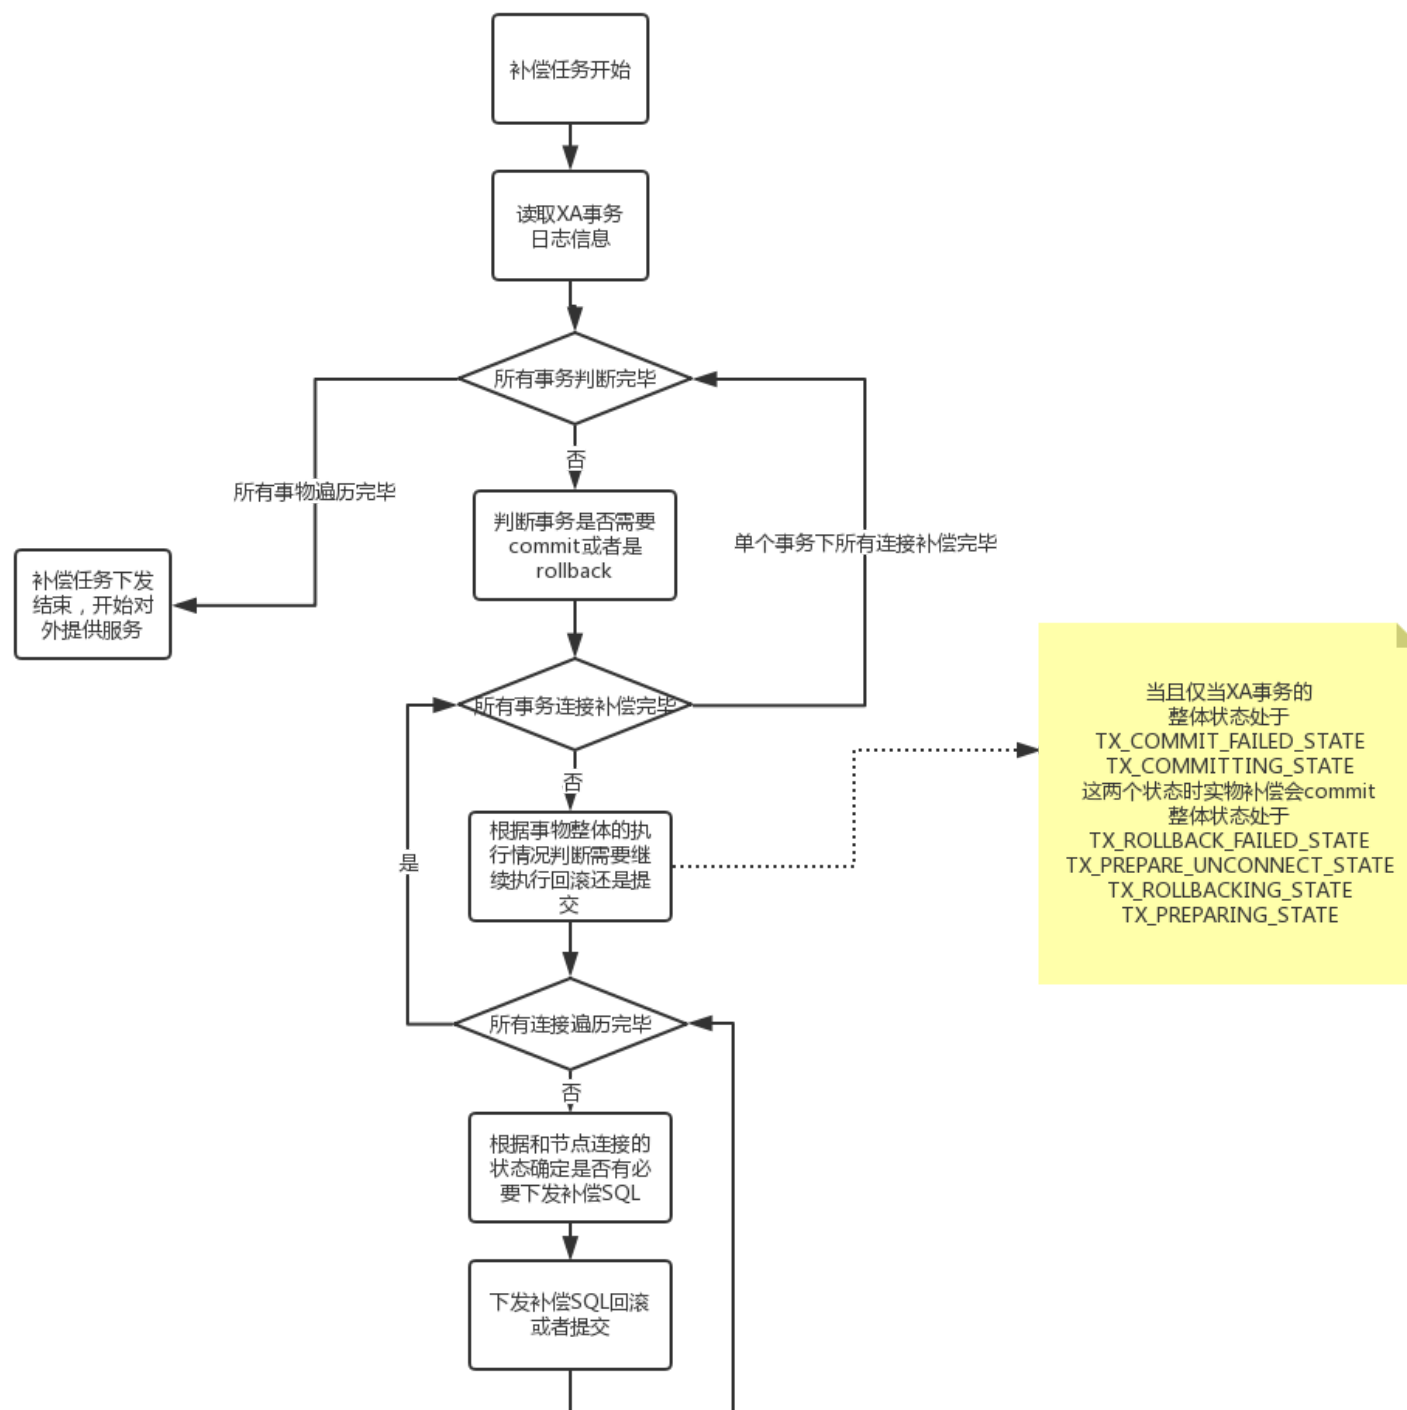 补偿任务开始
读取XA事务
日志信息
所有事务判断完毕
否
所有事物遍历完毕
判断事务是否需要
commit或者是
rollback
单个事务下所有连接补偿完毕
补偿任务下发
结束，开始对
外提供服务
所有事务连接补偿完毕
否
当且仅当XA事务的
整体状态处于
TX_COMMIT_FAILED_STATE
TX_COMMITTING_STATE
这两个状态时实物补偿会commit
整体状态处于
TX_ROLLBACK_FAILED_STATE
TX_PREPARE_UNCONNECT_STATE
TX_ROLLBACKING_STATE
TX_PREPARING_STATE
根据事物整体的执
行情况判断需要继
续执行回滚还是提
交
是
所有连接遍历完毕
否
根据和节点连接的
状态确定是否有必
要下发补偿SQL
下发补偿SQL回滚
或者提交